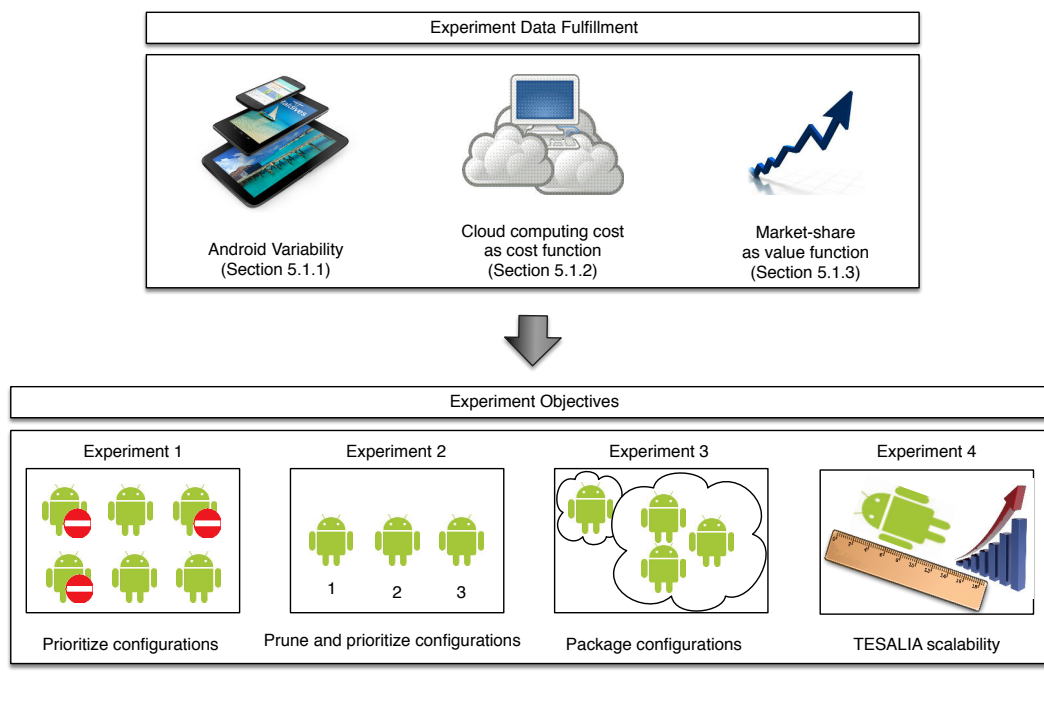 Experiment Data Fulfillment
Android Variability
(Section 5.1.1)
Cloud computing cost
as cost function
(Section 5.1.2)
Market-share
as value function
(Section 5.1.3)
Experiment Objectives
Experiment 1
Prioritize configurations
Experiment 2
1 2 3
Prune and prioritize configurations
Experiment 3
Package configurations
Experiment 4
TESALIA scalability